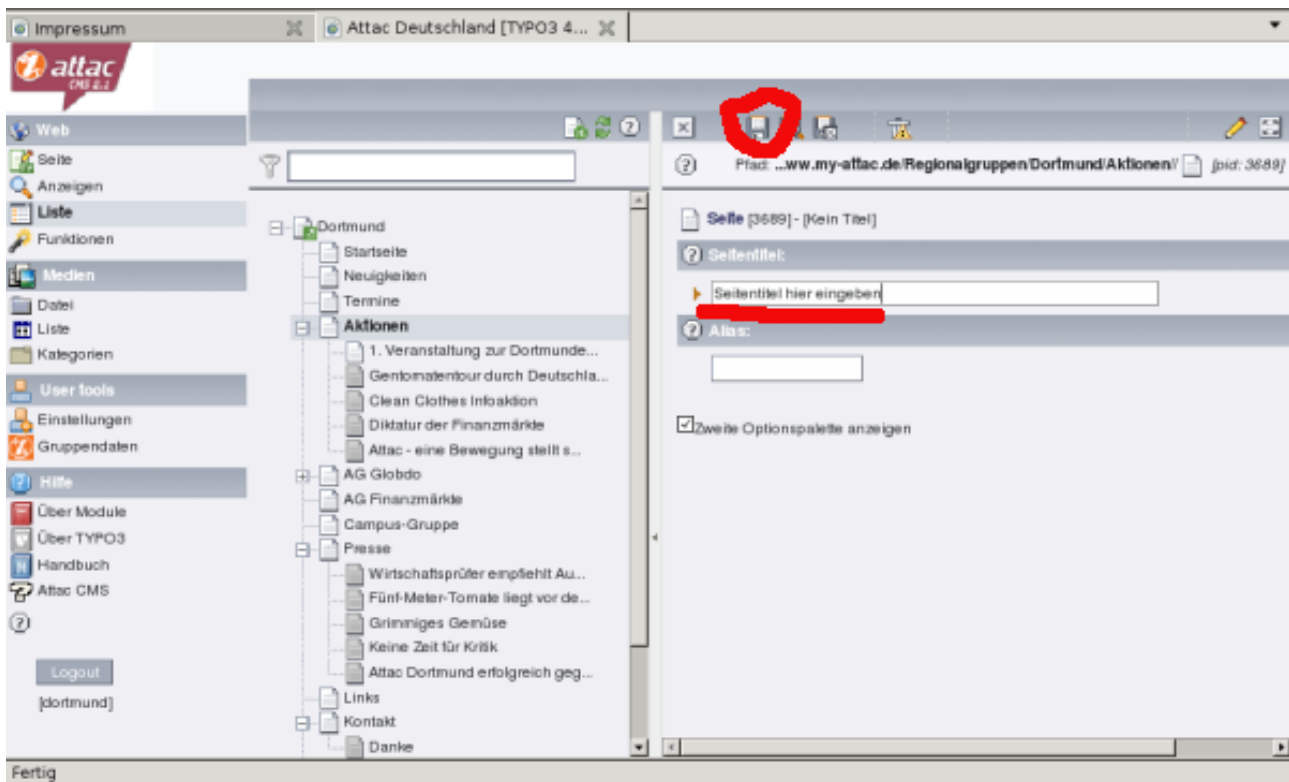 Impressum
Attac Deutschland [TYPO3 4...
attac
CMS 2.1
Web
Seite
Anzeigen
Liste
Funktionen
Medien
Datei
Liste
Kategorien
User tools
Einstellungen
Gruppendaten
Hilfe
Über Module
Über TYPO3
Handbuch
Attac CMS
Logout
[dortmund]
Dortmund
Startseite
Neuigkeiten
Termine
Aktionen
1. Veranstaltung zur Dortmunde...
Gentomatentour durch Deutschla...
Clean Clothes Infoaktion
Diktatur der Finanzmärkte
Attac - eine Bewegung stellt s...
AG Globdo
AG Finanzmärkte
Campus-Gruppe
Presse
Wirtschaftsprüfer empfiehlt Au...
Fünf-Meter-Tomate liegt vor de...
Grimmiges Gemüse
Keine Zeit für Kritik
Attac Dortmund erfolgreich geg...
Links
Kontakt
Danke
Pfad: ...ww.my-attac.de/Regionalgruppen/Dortmund/Aktionen// [pid: 3689]
Seite [3689] - [Kein Titel]
Seitentitel:
Seitentitel hier eingeben
Alias:
Zweite Optionspalette anzeigen
Fertig